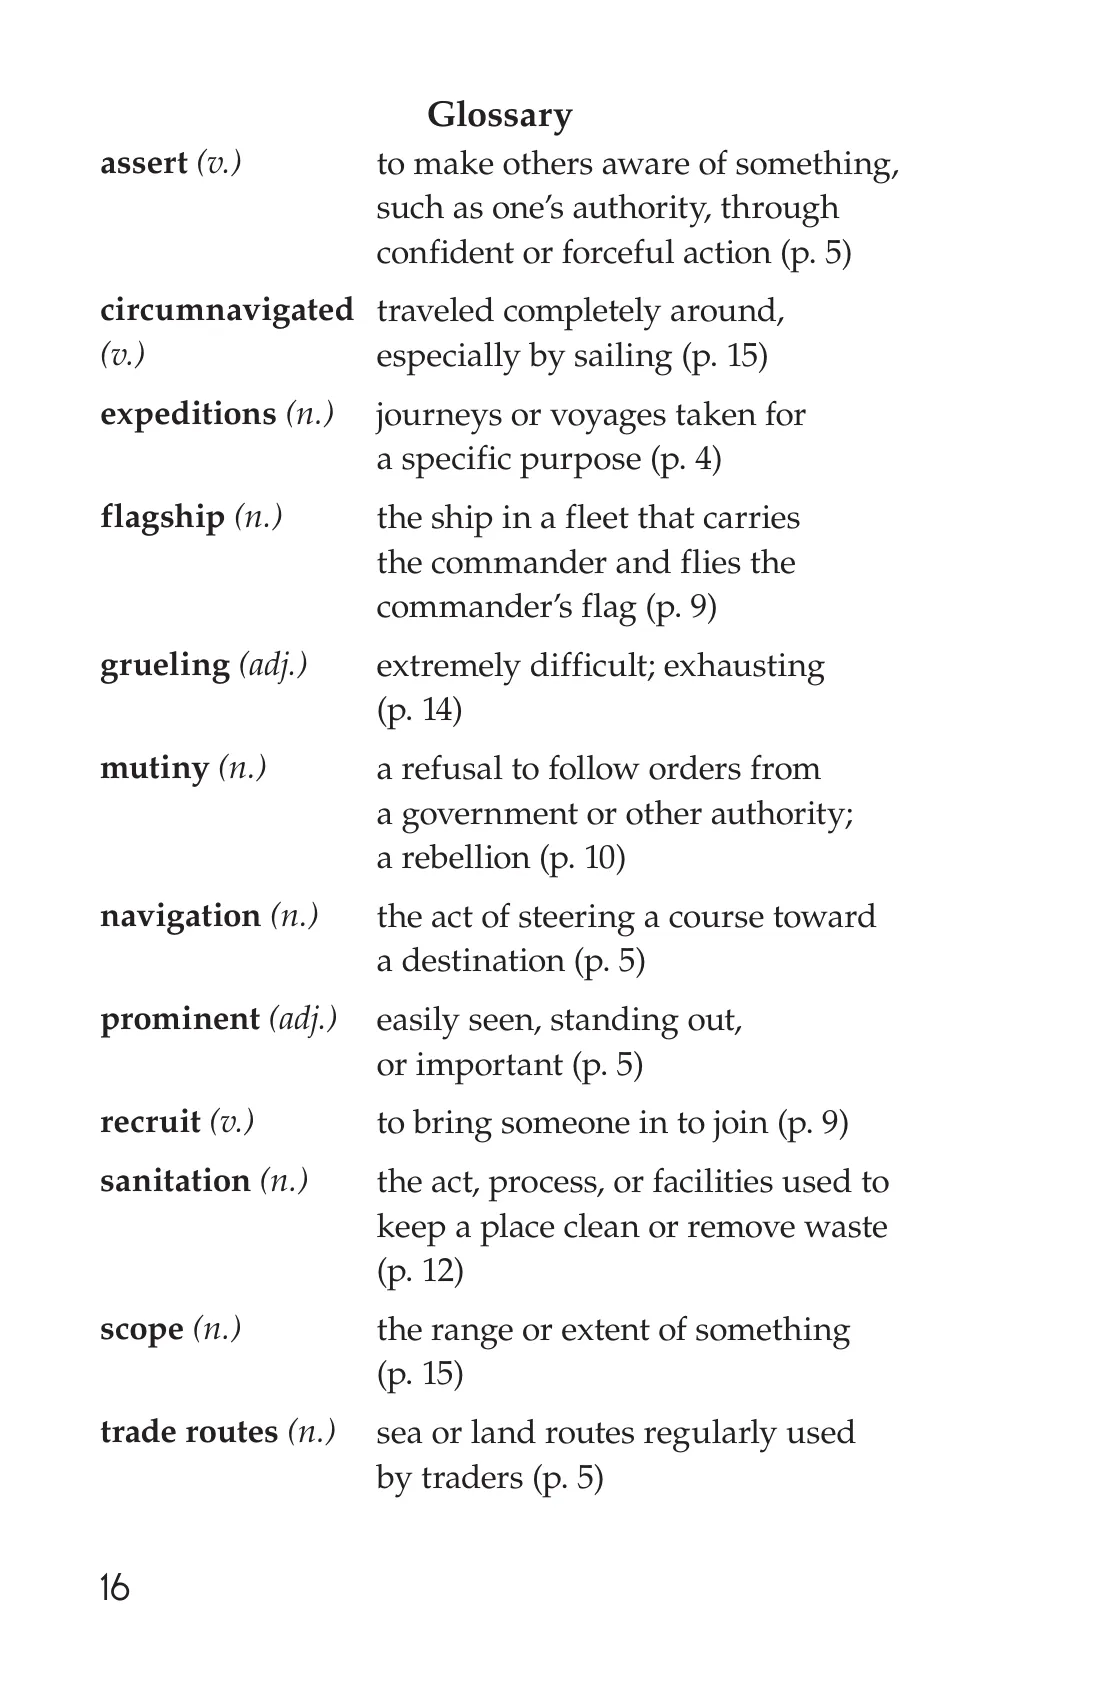 Glossary
assert (v.) to make others aware of something,
such as one’s authority, through
confident or forceful action (p. 5)
circumnavigated traveled completely around,
(v.) especially by sailing (p. 15)
expeditions (n.) journeys or voyages taken for
a specific purpose (p. 4)
flagship (n.) the ship in a fleet that carries
the commander and flies the
commander’s flag (p. 9)
grueling (adj.) extremely difficult; exhausting
(p. 14)
mutiny (n.) a refusal to follow orders from
a government or other authority;
a rebellion (p. 10)
navigation (n.) the act of steering a course toward
a destination (p. 5)
prominent (adj.) easily seen, standing out,
or important (p. 5)
recruit (v.) to bring someone in to join (p. 9)
sanitation (n.) the act, process, or facilities used to
keep a place clean or remove waste
(p. 12)
scope (n.) the range or extent of something
(p. 15)
trade routes (n.) sea or land routes regularly used
by traders (p. 5)
16